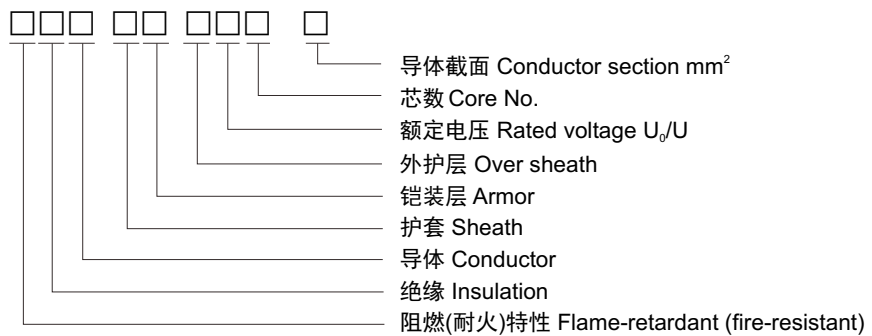 导体截面 Conductor section mm²
芯数 Core No.
额定电压 Rated voltage U₀/U
外护层 Over sheath
铠装层 Armor
护套 Sheath
导体 Conductor
绝缘 Insulation
阻燃(耐火)特性 Flame-retardant (fire-resistant)